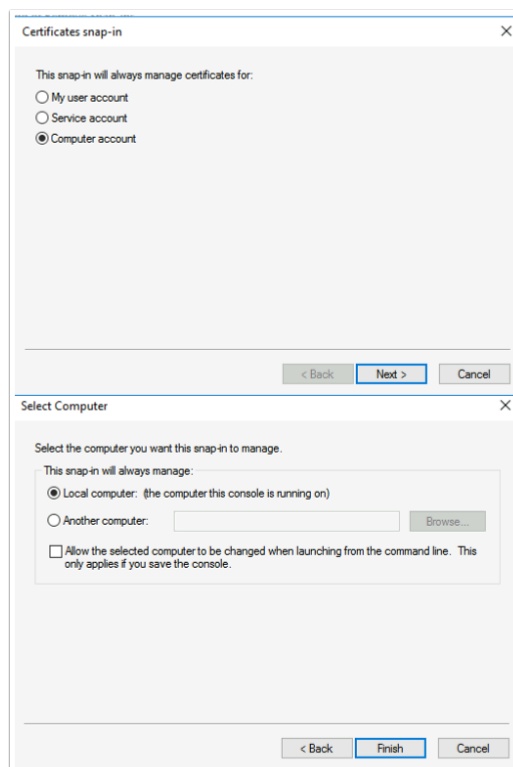 Certificates snap-in
This snap-in will always manage certificates for:
My user account
Service account
Computer account
< Back Next > Cancel
Select Computer
Select the computer you want this snap-in to manage.
This snap-in will always manage:
Local computer: (the computer this console is running on)
Another computer: Browse...
Allow the selected computer to be changed when launching from the command line. This
only applies if you save the console.
< Back Finish Cancel